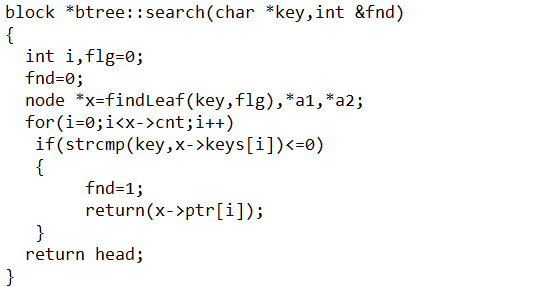 block *btree::search(char *key,int &fnd)
{
  int i,flg=0;
  fnd=0;
  node *x=findLeaf(key,flg),*a1,*a2;
  for(i=0;i<x->cnt;i++)
   if(strcmp(key,x->keys[i])<=0)
   {
        fnd=1;
        return(x->ptr[i]);
   }
  return head;
}